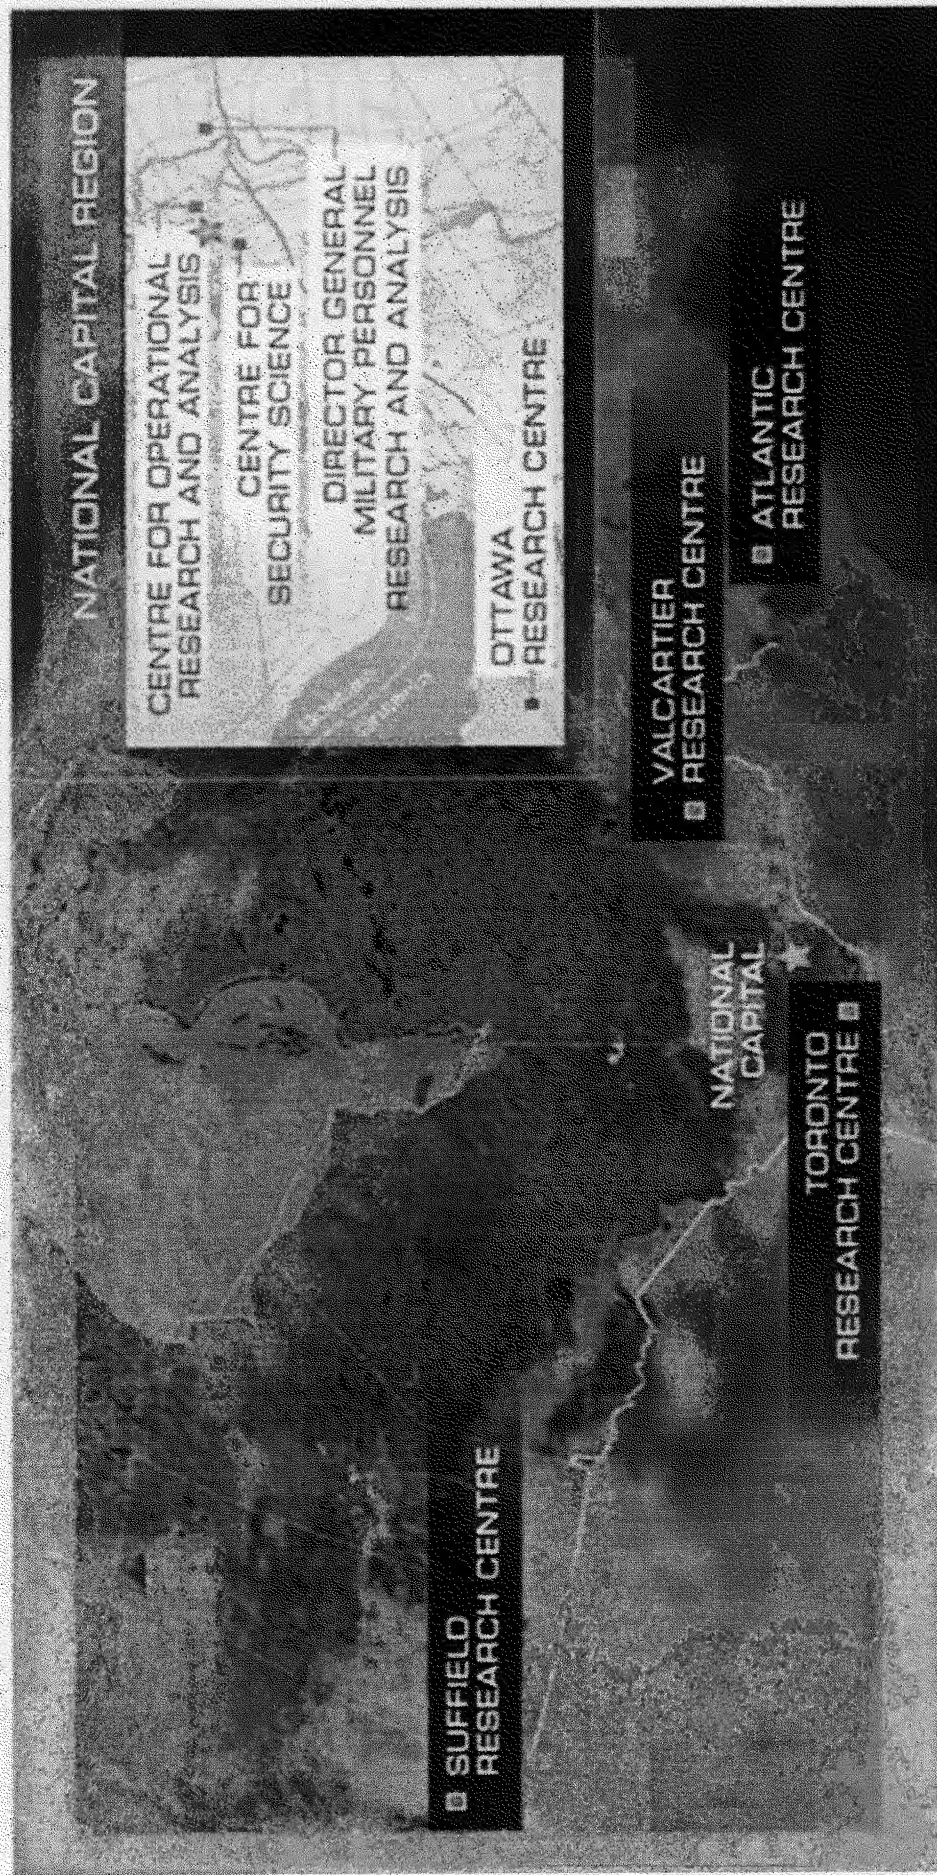 NATIONAL CAPITAL REGION
CENTRE FOR OPERATIONAL
RESEARCH AND ANALYSIS
CENTRE FOR
SECURITY SCIENCE
DIRECTOR GENERAL
MILITARY PERSONNEL
RESEARCH AND ANALYSIS
OTTAWA
RESEARCH CENTRE
SUFFIELD
RESEARCH CENTRE
VALCARTIER
RESEARCH CENTRE
ATLANTIC
RESEARCH CENTRE
NATIONAL
CAPITAL
TORONTO
RESEARCH CENTRE